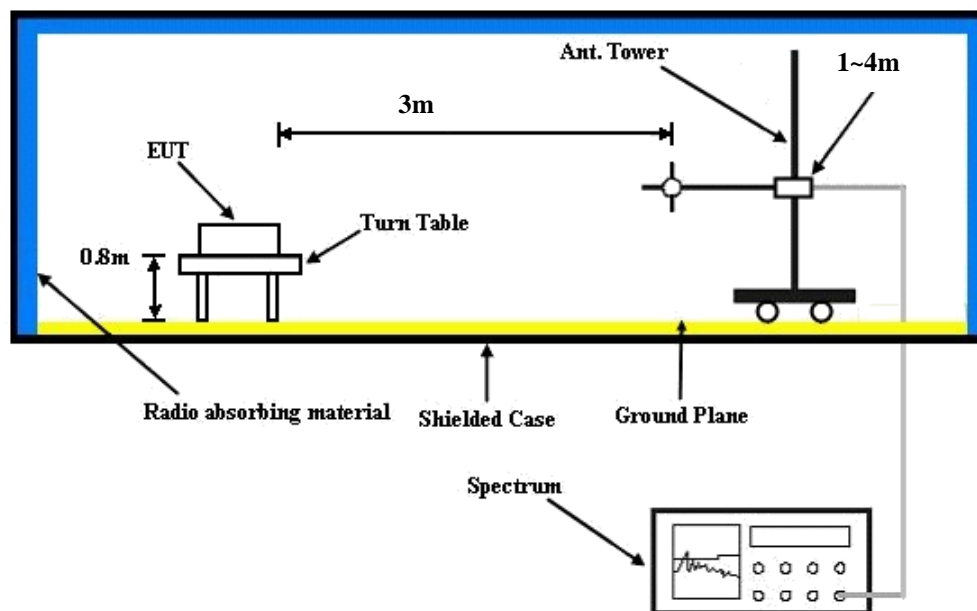 Ant. Tower
1~4m
3m
EUT
Turn Table
0.8m
Radio absorbing material
Shielded Case
Ground Plane
Spectrum